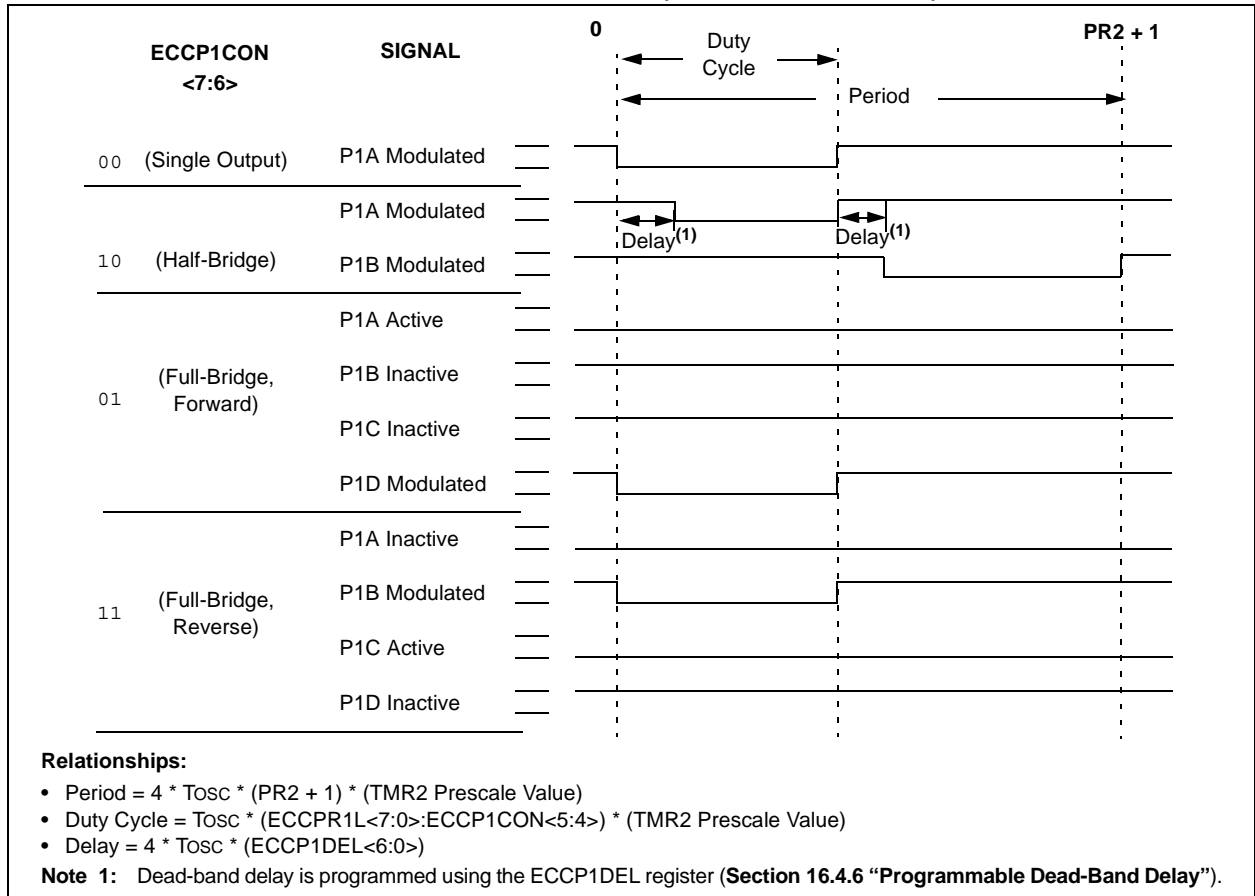 0
PR2 + 1
ECCP1CON
<7:6>
SIGNAL
Duty
Cycle
Period
00 (Single Output) P1A Modulated
P1A Modulated
Delay(1) Delay(1)
10 (Half-Bridge) P1B Modulated
P1A Active
01 (Full-Bridge,
Forward)
P1B Inactive
P1C Inactive
P1D Modulated
P1A Inactive
11 (Full-Bridge,
Reverse)
P1B Modulated
P1C Active
P1D Inactive
Relationships:
• Period = 4 * TOSC * (PR2 + 1) * (TMR2 Prescale Value)
• Duty Cycle = TOSC * (ECCPR1L<7:0>:ECCP1CON<5:4>) * (TMR2 Prescale Value)
• Delay = 4 * TOSC * (ECCP1DEL<6:0>)
Note 1: Dead-band delay is programmed using the ECCP1DEL register (Section 16.4.6 “Programmable Dead-Band Delay”).